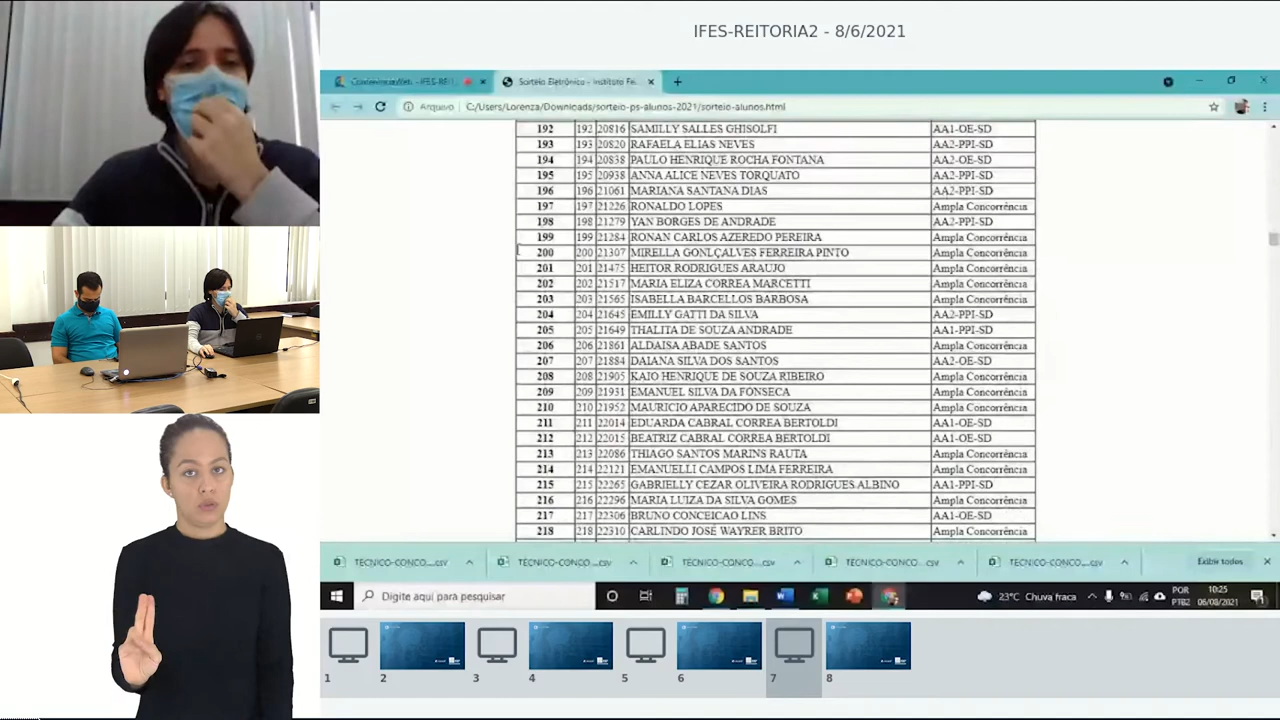 IFES-REITORIA2 - 8/6/2021
ConferênciaWeb. - IFES-REIT
Sorteio Eletrônico - Instituto Fe
Arquivo | C:/Users/Lorenza/Downloads/sorteio-ps-alunos-2021/sorteio-alunos.html
192 192 20816 SAMILLY SALLES GHISOLFI AA1-OE-SD
193 193 20820 RAFAELA ELIAS NEVES AA2-PPI-SD
194 194 20838 PAULO HENRIQUE ROCHA FONTANA AA2-OE-SD
195 195 20938 ANNA ALICE NEVES TORQUATO AA2-PPI-SD
196 196 21061 MARIANA SANTANA DIAS AA2-PPI-SD
197 197 21226 RONALDO LOPES Ampla Concorrência
198 198 21279 YAN BORGES DE ANDRADE AA2-PPI-SD
199 199 21284 RONAN CARLOS AZEREDO PEREIRA Ampla Concorrência
200 200 21307 MIRELLA GONLÇALVES FERREIRA PINTO Ampla Concorrência
201 201 21475 HEITOR RODRIGUES ARAUJO Ampla Concorrência
202 202 21517 MARIA ELIZA CORREA MARCETTI Ampla Concorrência
203 203 21565 ISABELLA BARCELLOS BARBOSA Ampla Concorrência
204 204 21645 EMILLY GATTI DA SILVA AA2-PPI-SD
205 205 21649 THALITA DE SOUZA ANDRADE AA1-PPI-SD
206 206 21861 ALDAISA ABADE SANTOS Ampla Concorrência
207 207 21884 DAIANA SILVA DOS SANTOS AA2-OE-SD
208 208 21905 KAIO HENRIQUE DE SOUZA RIBEIRO Ampla Concorrência
209 209 21931 EMANUEL SILVA DA FONSECA Ampla Concorrência
210 210 21952 MAURICIO APARECIDO DE SOUZA Ampla Concorrência
211 211 22014 EDUARDA CABRAL CORREA BERTOLDI AA1-OE-SD
212 212 22015 BEATRIZ CABRAL CORREA BERTOLDI AA1-OE-SD
213 213 22086 THIAGO SANTOS MARINS RAUTA Ampla Concorrência
214 214 22121 EMANUELLI CAMPOS LIMA FERREIRA Ampla Concorrência
215 215 22265 GABRIELLY CEZAR OLIVEIRA RODRIGUES ALBINO AA1-PPI-SD
216 216 22296 MARIA LUIZA DA SILVA GOMES Ampla Concorrência
217 217 22306 BRUNO CONCEICAO LINS AA1-OE-SD
218 218 22310 CARLINDO JOSÉ WAYRER BRITO Ampla Concorrência
TECNICO-CONCO....csv TECNICO-CONCO....csv TECNICO-CONCO....csv TECNICO-CONCO....csv TECNICO-CONCO....csv Exibir todos
Digite aqui para pesquisar 23°C Chuva fraca POR 10:25
PTB2 06/08/2021
1 2 3 4 5 6 7 8